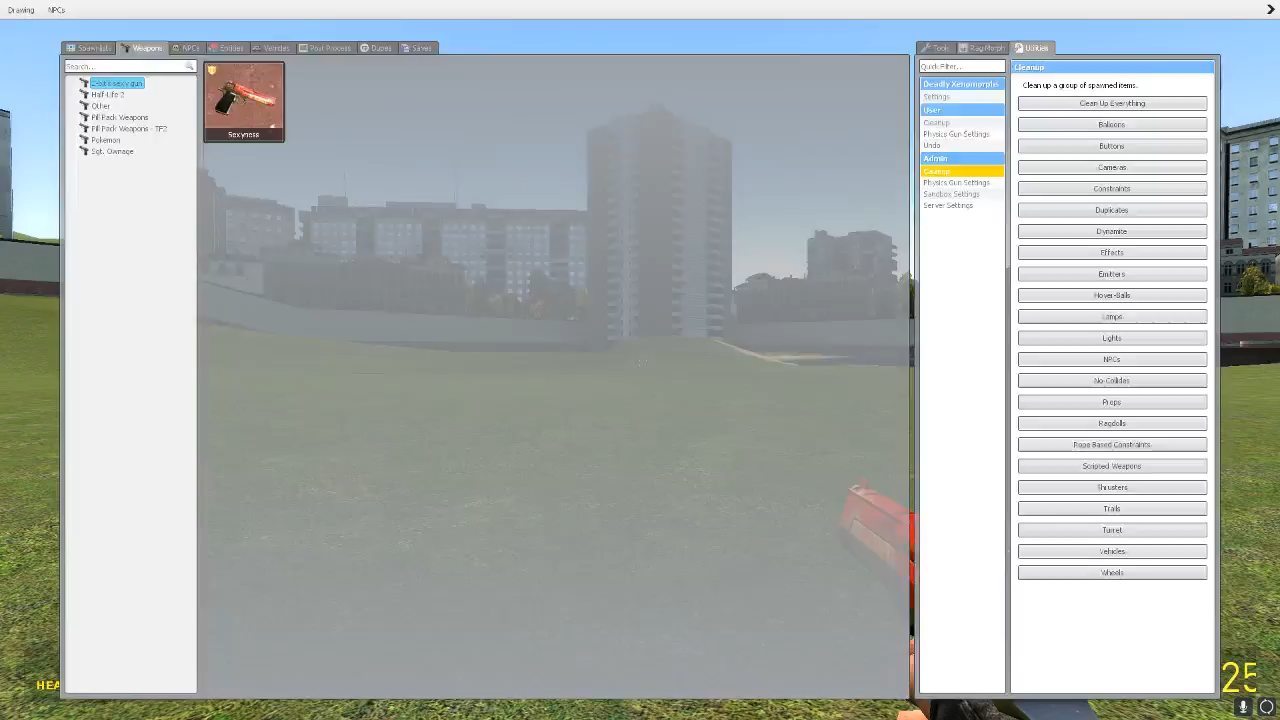 Drawing NPCs
Spawnlists Weapons NPCs Entities Vehicles Post Process Dupes Saves
Tools Rag Morph Utilities
Search...
2-bit's sexy gun
Half-Life 2
Other
Pill Pack Weapons
Pill Pack Weapons - TF2
Pokemon
Sgt. Ownage
Sexyness
Quick Filter...
Deadly Xenomorphs
Settings
User
Cleanup
Physics Gun Settings
Undo
Admin
Cleanup
Physics Gun Settings
Sandbox Settings
Server Settings
Cleanup
Clean up a group of spawned items.
Clean Up Everything
Balloons
Buttons
Cameras
Constraints
Duplicates
Dynamite
Effects
Emitters
Hover-Balls
Lamps
Lights
NPCs
No-Collides
Props
Ragdolls
Rope Based Constraints
Scripted Weapons
Thrusters
Trails
Turret
Vehicles
Wheels
HEA
25